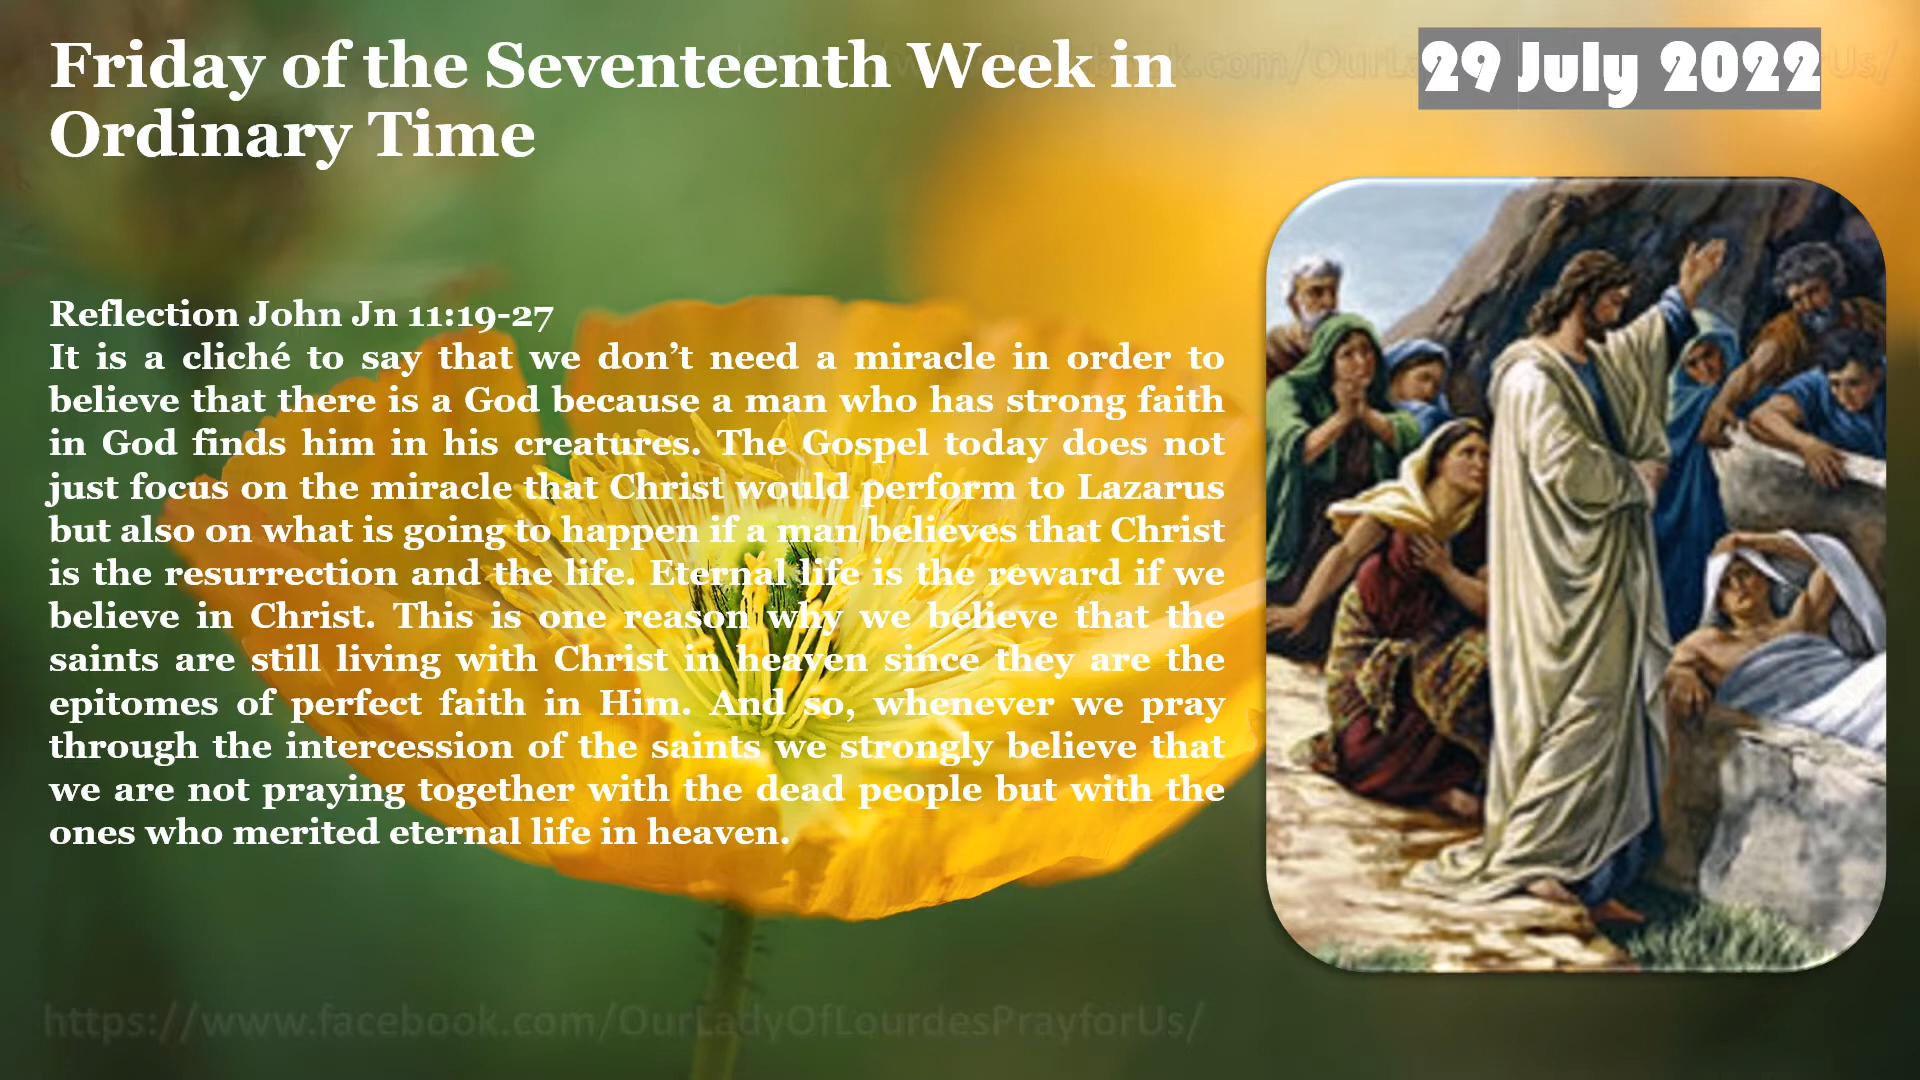 Friday of the Seventeenth Week in
Ordinary Time
29 July 2022
Reflection John Jn 11:19-27
It is a cliché to say that we don’t need a miracle in order to
believe that there is a God because a man who has strong faith
in God finds him in his creatures. The Gospel today does not
just focus on the miracle that Christ would perform to Lazarus
but also on what is going to happen if a man believes that Christ
is the resurrection and the life. Eternal life is the reward if we
believe in Christ. This is one reason why we believe that the
saints are still living with Christ in heaven since they are the
epitomes of perfect faith in Him. And so, whenever we pray
through the intercession of the saints we strongly believe that
we are not praying together with the dead people but with the
ones who merited eternal life in heaven.
https://www.facebook.com/OurLadyOfLourdesPrayforUs/